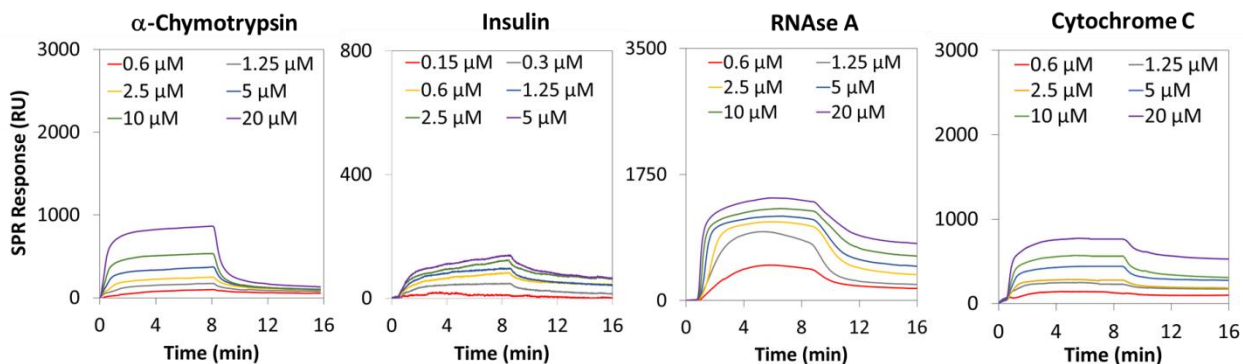 α-Chymotrypsin
SPR Response (RU)
3000
2000
1000
0
0.6 μM
1.25 μM
2.5 μM
5 μM
10 μM
20 μM
0 4 8 12 16
Time (min)
Insulin
800
400
0
0.15 μM
0.3 μM
0.6 μM
1.25 μM
2.5 μM
5 μM
0 4 8 12 16
Time (min)
RNAse A
3500
1750
0
0.6 μM
1.25 μM
2.5 μM
5 μM
10 μM
20 μM
0 4 8 12 16
Time (min)
Cytochrome C
3000
2000
1000
0
0.6 μM
1.25 μM
2.5 μM
5 μM
10 μM
20 μM
0 4 8 12 16
Time (min)